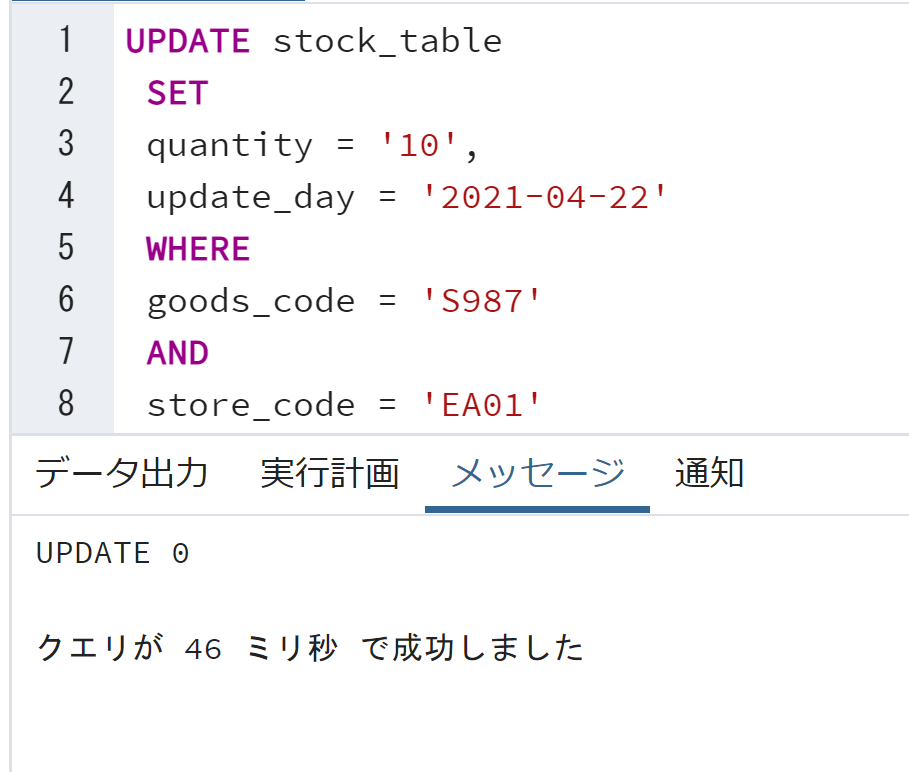 1 UPDATE stock_table
2 SET
3 quantity = '10',
4 update_day = '2021-04-22'
5 WHERE
6 goods_code = 'S987'
7 AND
8 store_code = 'EA01'
データ出力 実行計画 メッセージ 通知
UPDATE 0
クエリが 46 ミリ秒 で成功しました